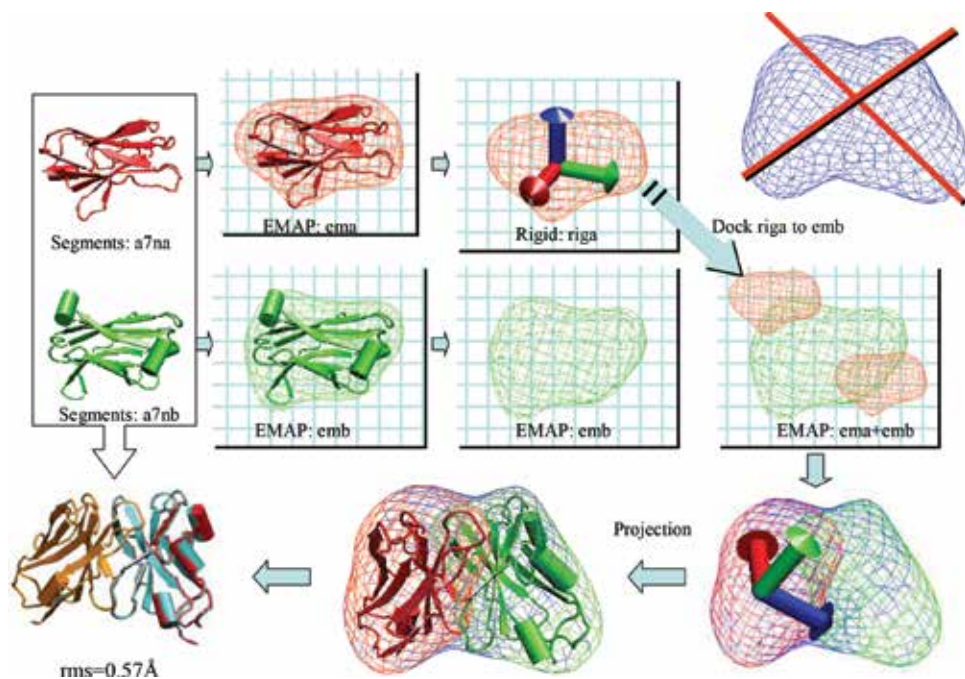 Segments: a7na
EMAP: ema
Rigid: riga
Dock riga to emb
Segments: a7nb
EMAP: emb
EMAP: emb
EMAP: ema+emb
Projection
rms=0.57Å